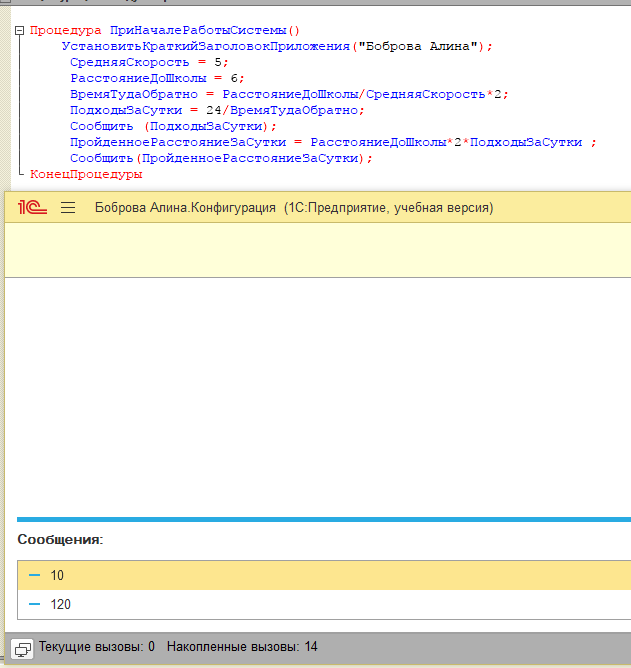 Процедура ПриНачалеРаботыСистемы()
УстановитьКраткийЗаголовокПриложения("Боброва Алина");
СредняяСкорость = 5;
РасстояниеДоШколы = 6;
ВремяТудаОбратно = РасстояниеДоШколы/СредняяСкорость*2;
ПодходыЗаСутки = 24/ВремяТудаОбратно;
Сообщить (ПодходыЗаСутки);
ПройденноеРасстояниеЗаСутки = РасстояниеДоШколы*2*ПодходыЗаСутки ;
Сообщить(ПройденноеРасстояниеЗаСутки);
КонецПроцедуры
1С Боброва Алина.Конфигурация (1С:Предприятие, учебная версия)
Сообщения:
10
120
Текущие вызовы: 0 Накопленные вызовы: 14